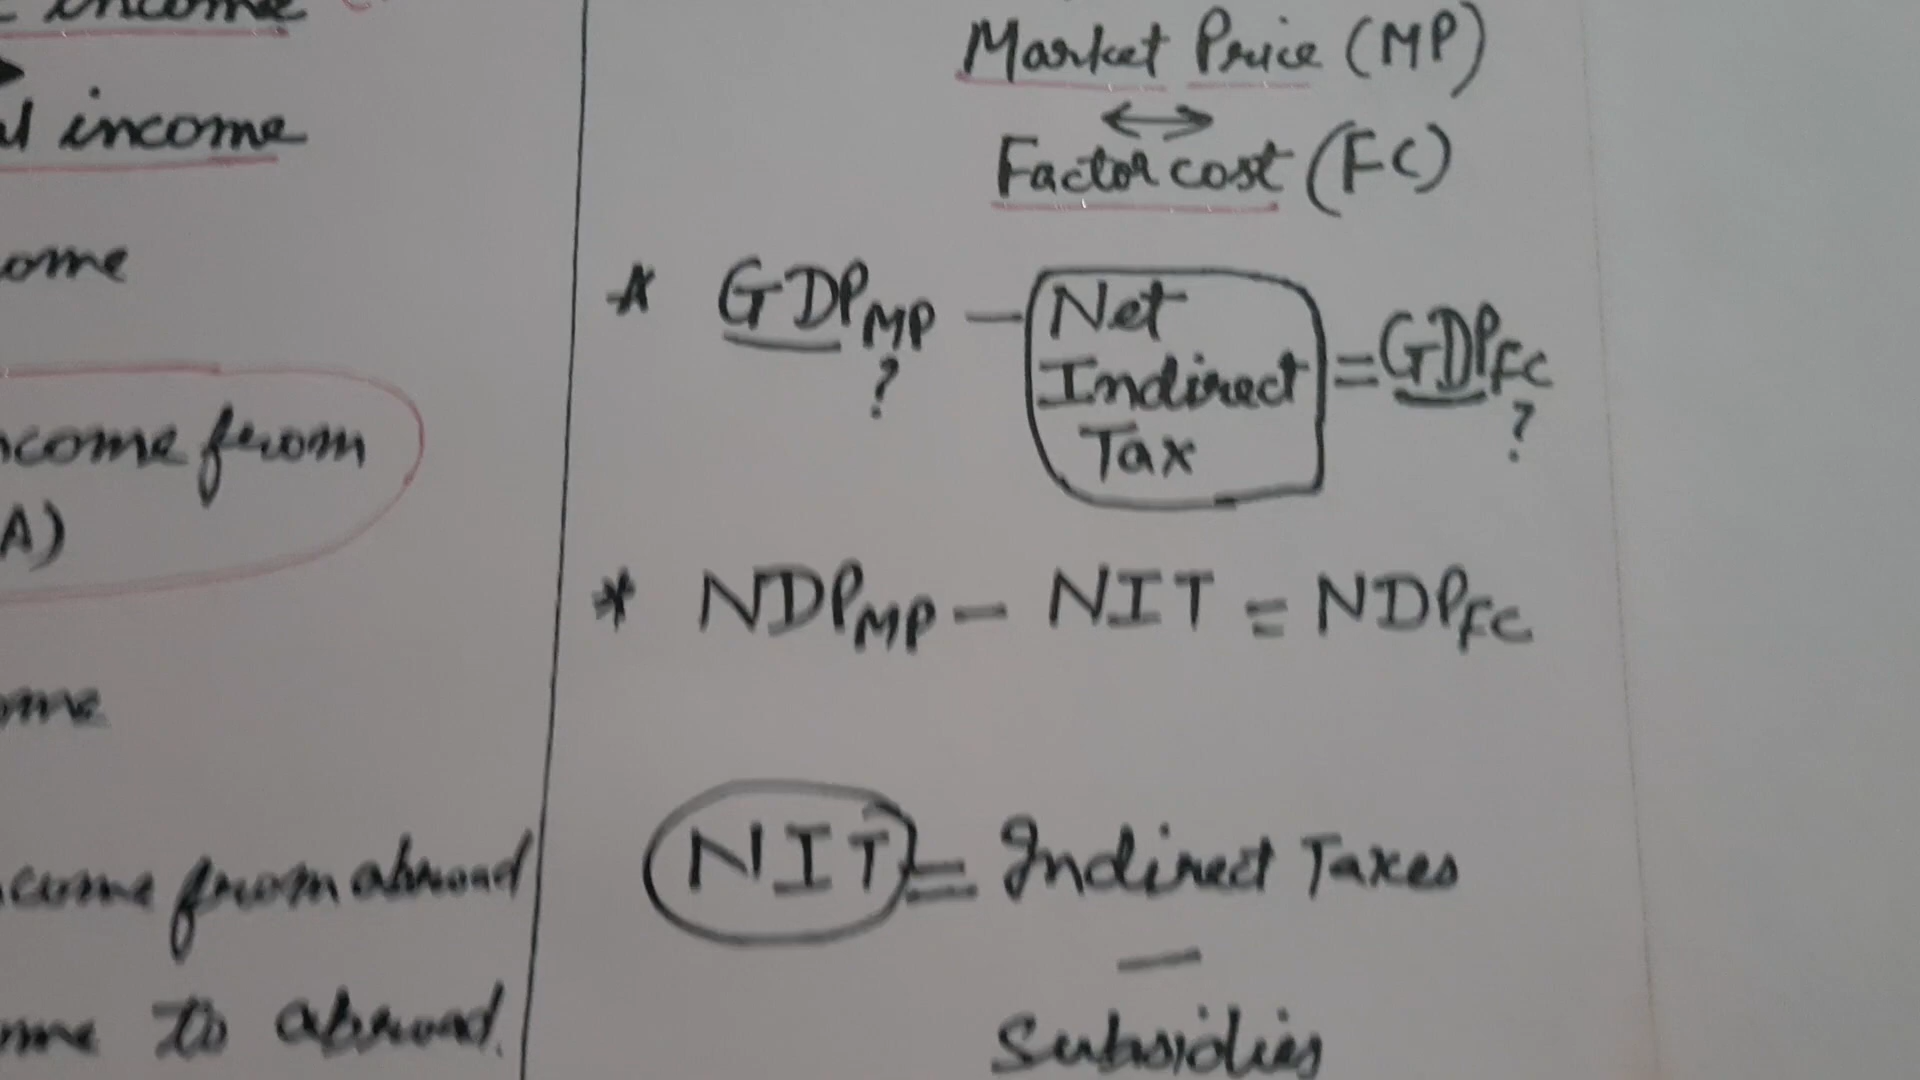 income
income
ome
come from
A)
me
come from abroad
me to abroad.
Market Price (MP)
↔
Factor cost (FC)
* GDPMP − Net Indirect Tax = GDPFC
? ?
* NDPMP − NIT = NDPFC
NIT = Indirect Taxes
−
Subsidies